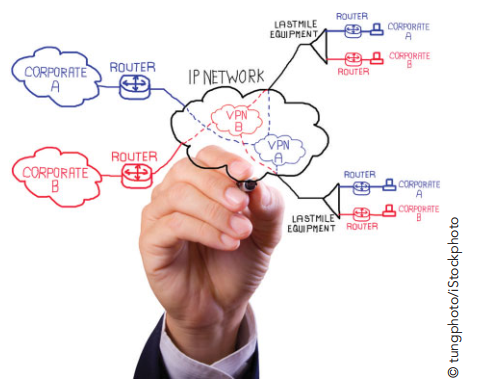 LASTMILE
EQUIPMENT
ROUTER
CORPORATE
A
ROUTER
CORPORATE
B
CORPORATE
A
ROUTER
IP NETWORK
VPN
B
VPN
A
CORPORATE
B
ROUTER
LASTMILE
EQUIPMENT
ROUTER
CORPORATE
A
ROUTER
CORPORATE
B
© tungphoto/iStockphoto